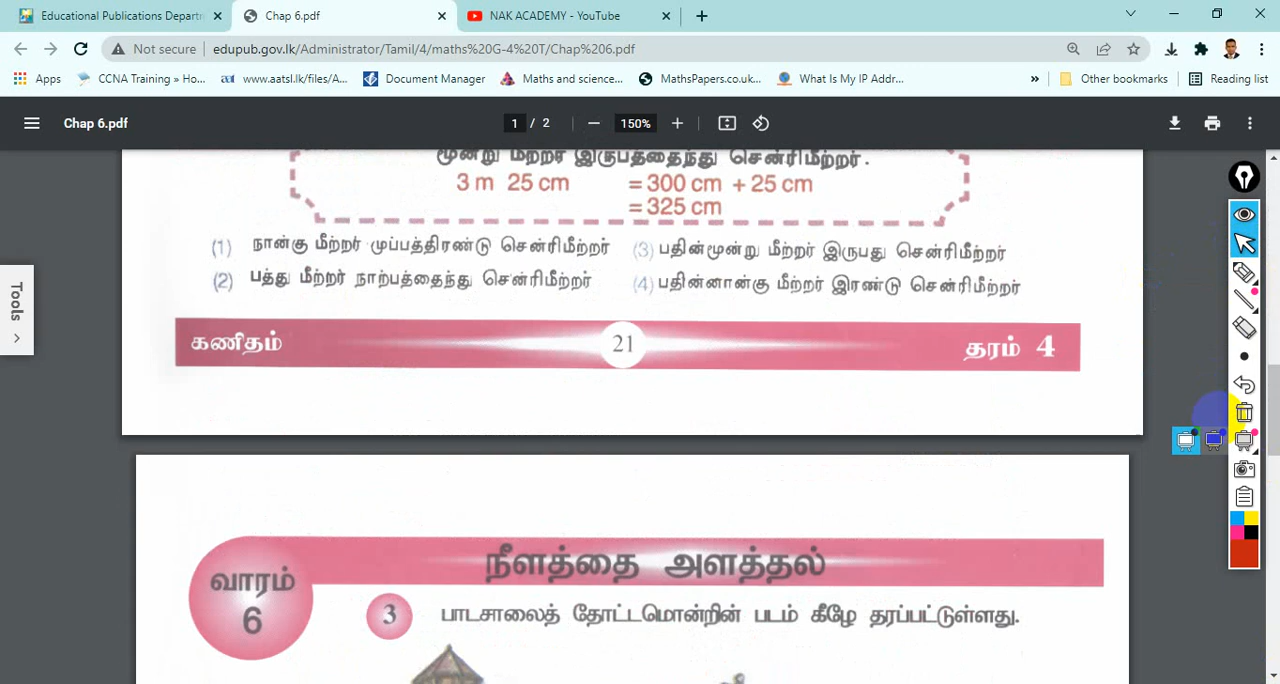 Educational Publications Departr
Chap 6.pdf
NAK ACADEMY - YouTube
Not secure
edupub.gov.lk/Administrator/Tamil/4/maths%20G-4%20T/Chap%206.pdf
Apps
CCNA Training » Ho...
www.aatsl.lk/files/A...
Document Manager
Maths and science...
MathsPapers.co.uk...
What Is My IP Addr...
»
Other bookmarks
Reading list
Chap 6.pdf
1 / 2
150%
Tools
மூன்று மீற்றர் இருபத்தைந்து சென்ரிமீற்றர்.
3 m 25 cm = 300 cm + 25 cm
= 325 cm
(1) நான்கு மீற்றர் முப்பத்திரண்டு சென்ரிமீற்றர்
(3) பதின்மூன்று மீற்றர் இருபது சென்ரிமீற்றர்
(2) பத்து மீற்றர் நாற்பத்தைந்து சென்ரிமீற்றர்
(4) பதின்னான்கு மீற்றர் இரண்டு சென்ரிமீற்றர்
கணிதம்
21
தரம் 4
நீளத்தை அளத்தல்
வாரம்
6
3 பாடசாலைத் தோட்டமொன்றின் படம் கீழே தரப்பட்டுள்ளது.